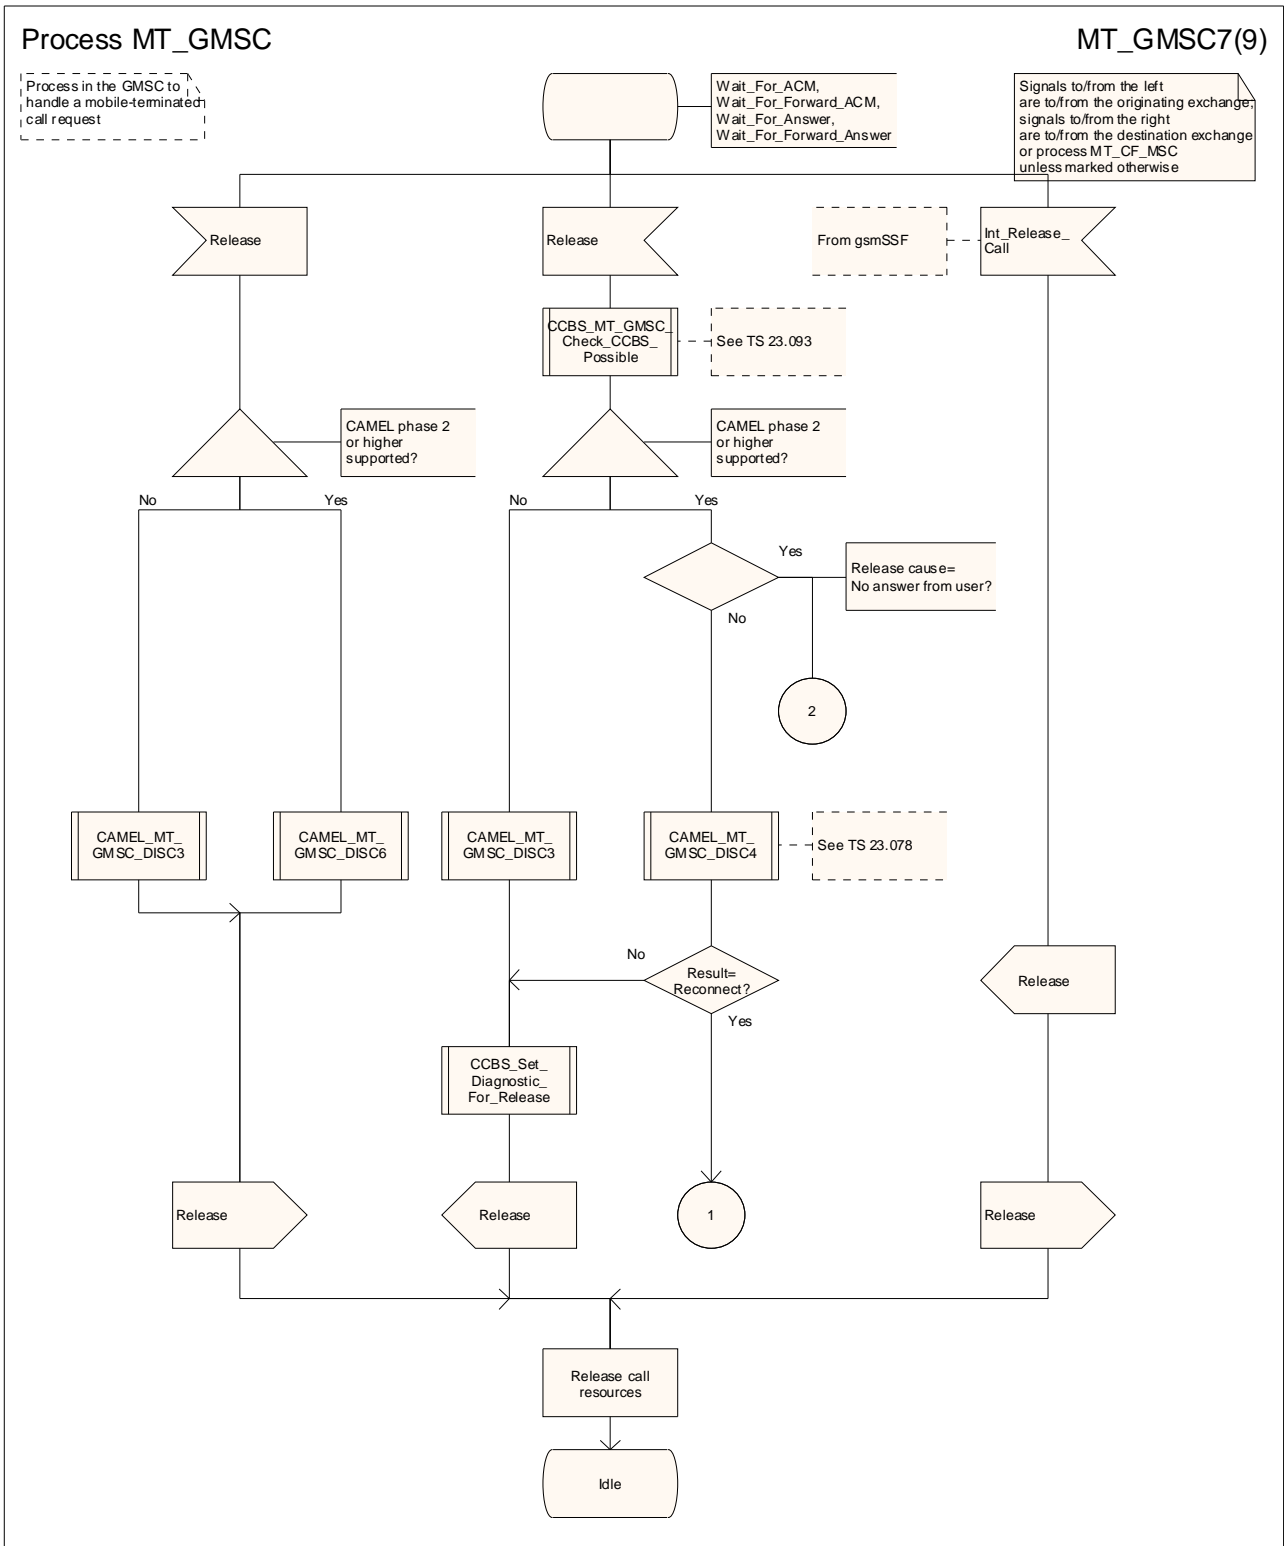 Process MT_GMSC
MT_GMSC7(9)
Process in the GMSC to
handle a mobile-terminated
call request
Wait_For_ACM,
Wait_For_Forward_ACM,
Wait_For_Answer,
Wait_For_Forward_Answer
Signals to/from the left
are to/from the originating exchange;
signals to/from the right
are to/from the destination exchange
or process MT_CF_MSC
unless marked otherwise
Release
Release
From gsmSSF
Int_Release_
Call
CCBS_MT_GMSC_
Check_CCBS_
Possible
See TS 23.093
CAMEL phase 2
or higher
supported?
CAMEL phase 2
or higher
supported?
No
Yes
No
Yes
Yes
Release cause=
No answer from user?
No
2
CAMEL_MT_
GMSC_DISC3
CAMEL_MT_
GMSC_DISC6
CAMEL_MT_
GMSC_DISC3
CAMEL_MT_
GMSC_DISC4
See TS 23.078
No
Result=
Reconnect?
Release
Yes
CCBS_Set_
Diagnostic_
For_Release
Release
Release
1
Release
Release call
resources
Idle